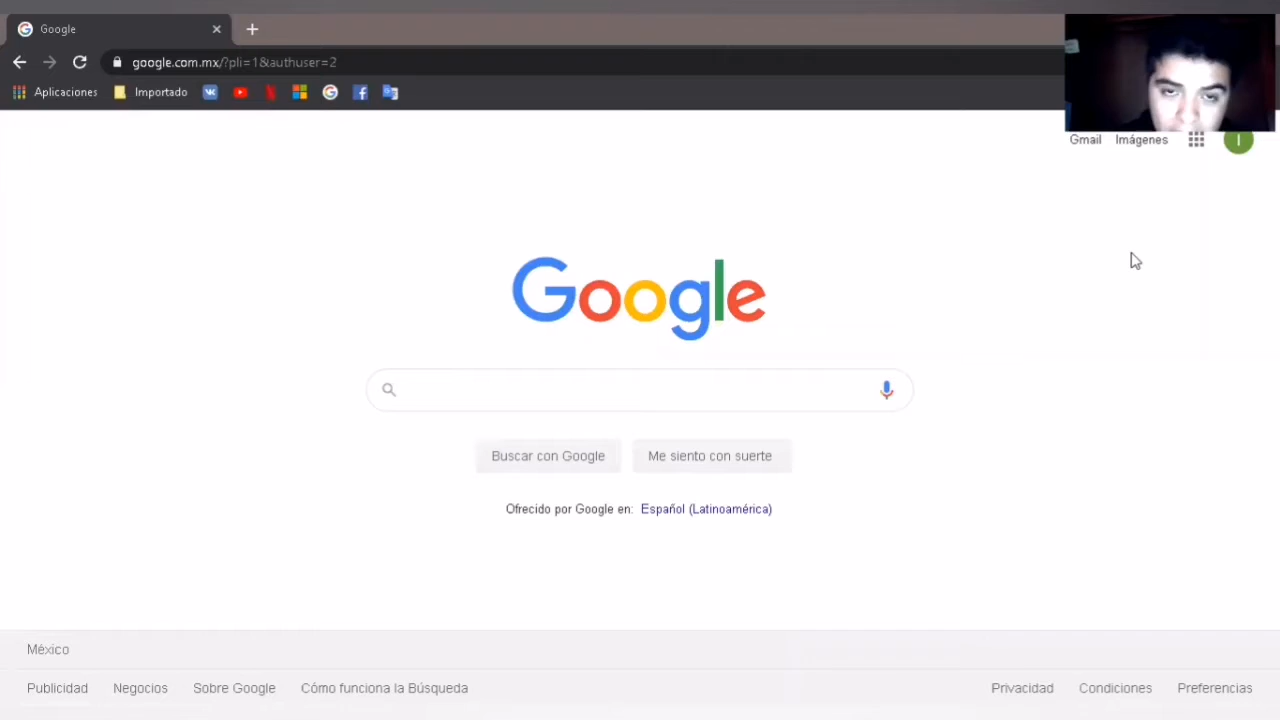 Google
google.com.mx/?pli=1&authuser=2
Aplicaciones Importado
Gmail Imágenes I
Google
Buscar con Google Me siento con suerte
Ofrecido por Google en: Español (Latinoamérica)
México
Publicidad Negocios Sobre Google Cómo funciona la Búsqueda Privacidad Condiciones Preferencias